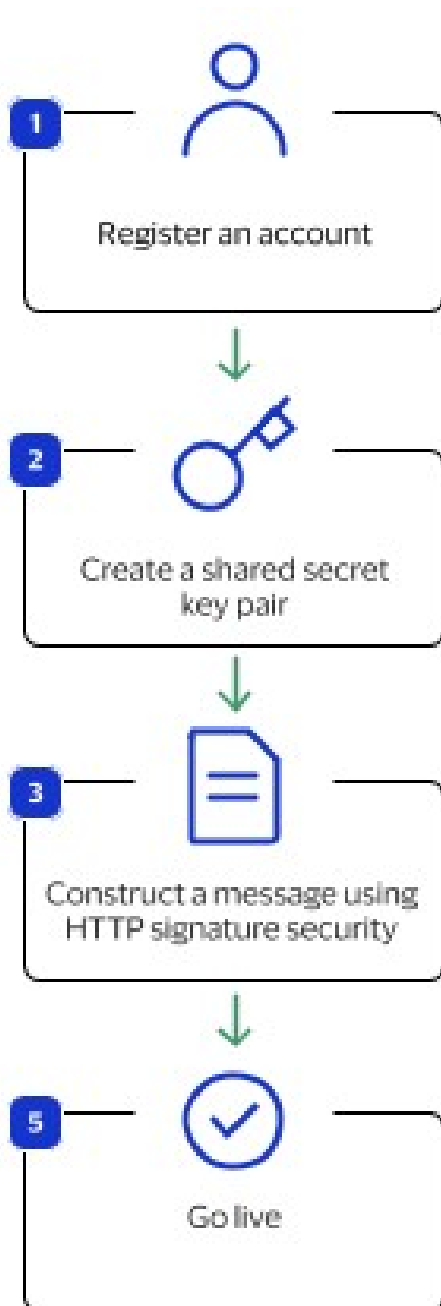 1
Register an account
2
Create a shared secret
key pair
3
Construct a message using
HTTP signature security
5
Go live